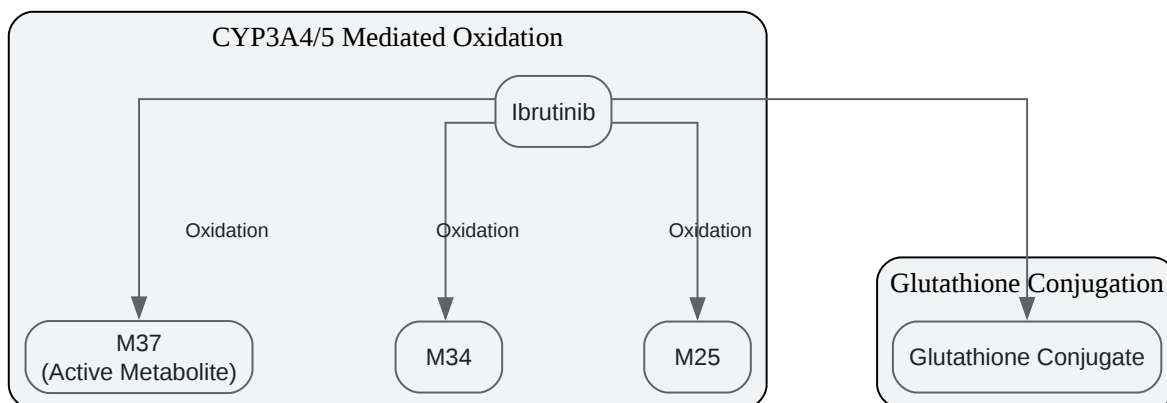 CYP3A4/5 Mediated Oxidation
Ibrutinib
Oxidation
Oxidation
Oxidation
Glutathione Conjugation
M37
(Active Metabolite)
M34
M25
Glutathione Conjugate